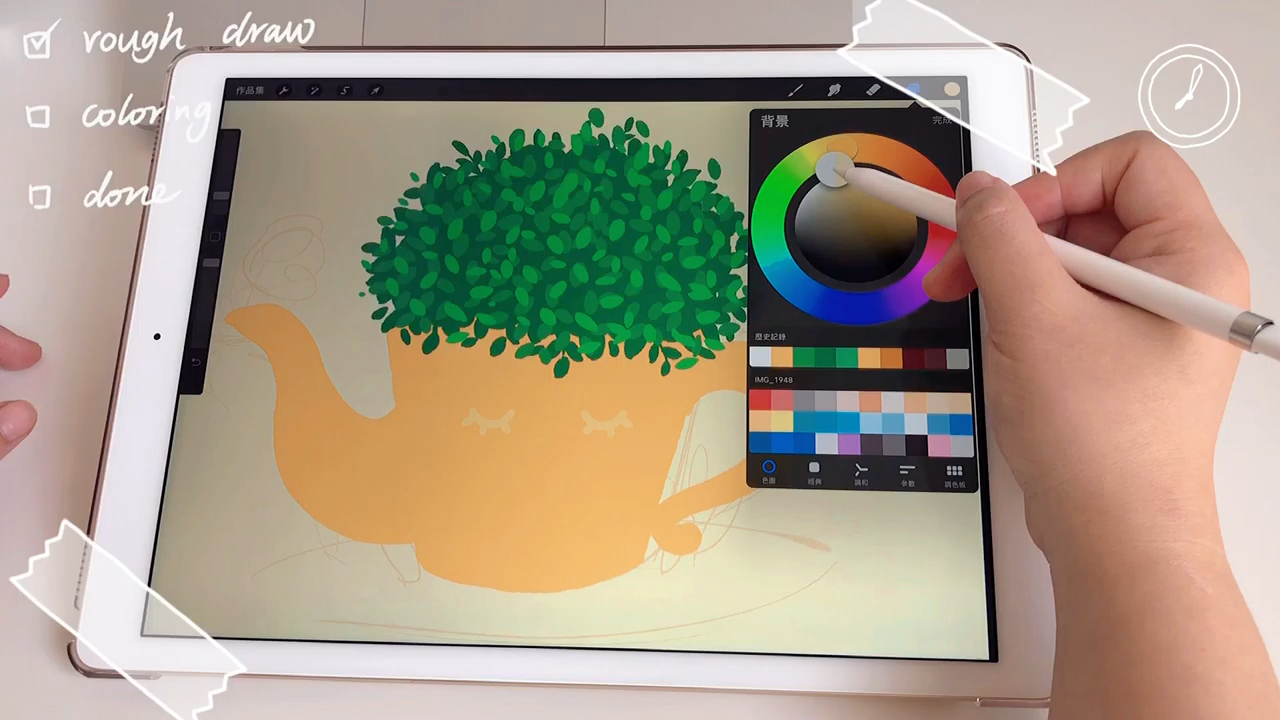 rough draw
coloring
done
作品集
背景
完成
歷史記錄
IMG_1948
色圈
經典
調和
參數
調色板